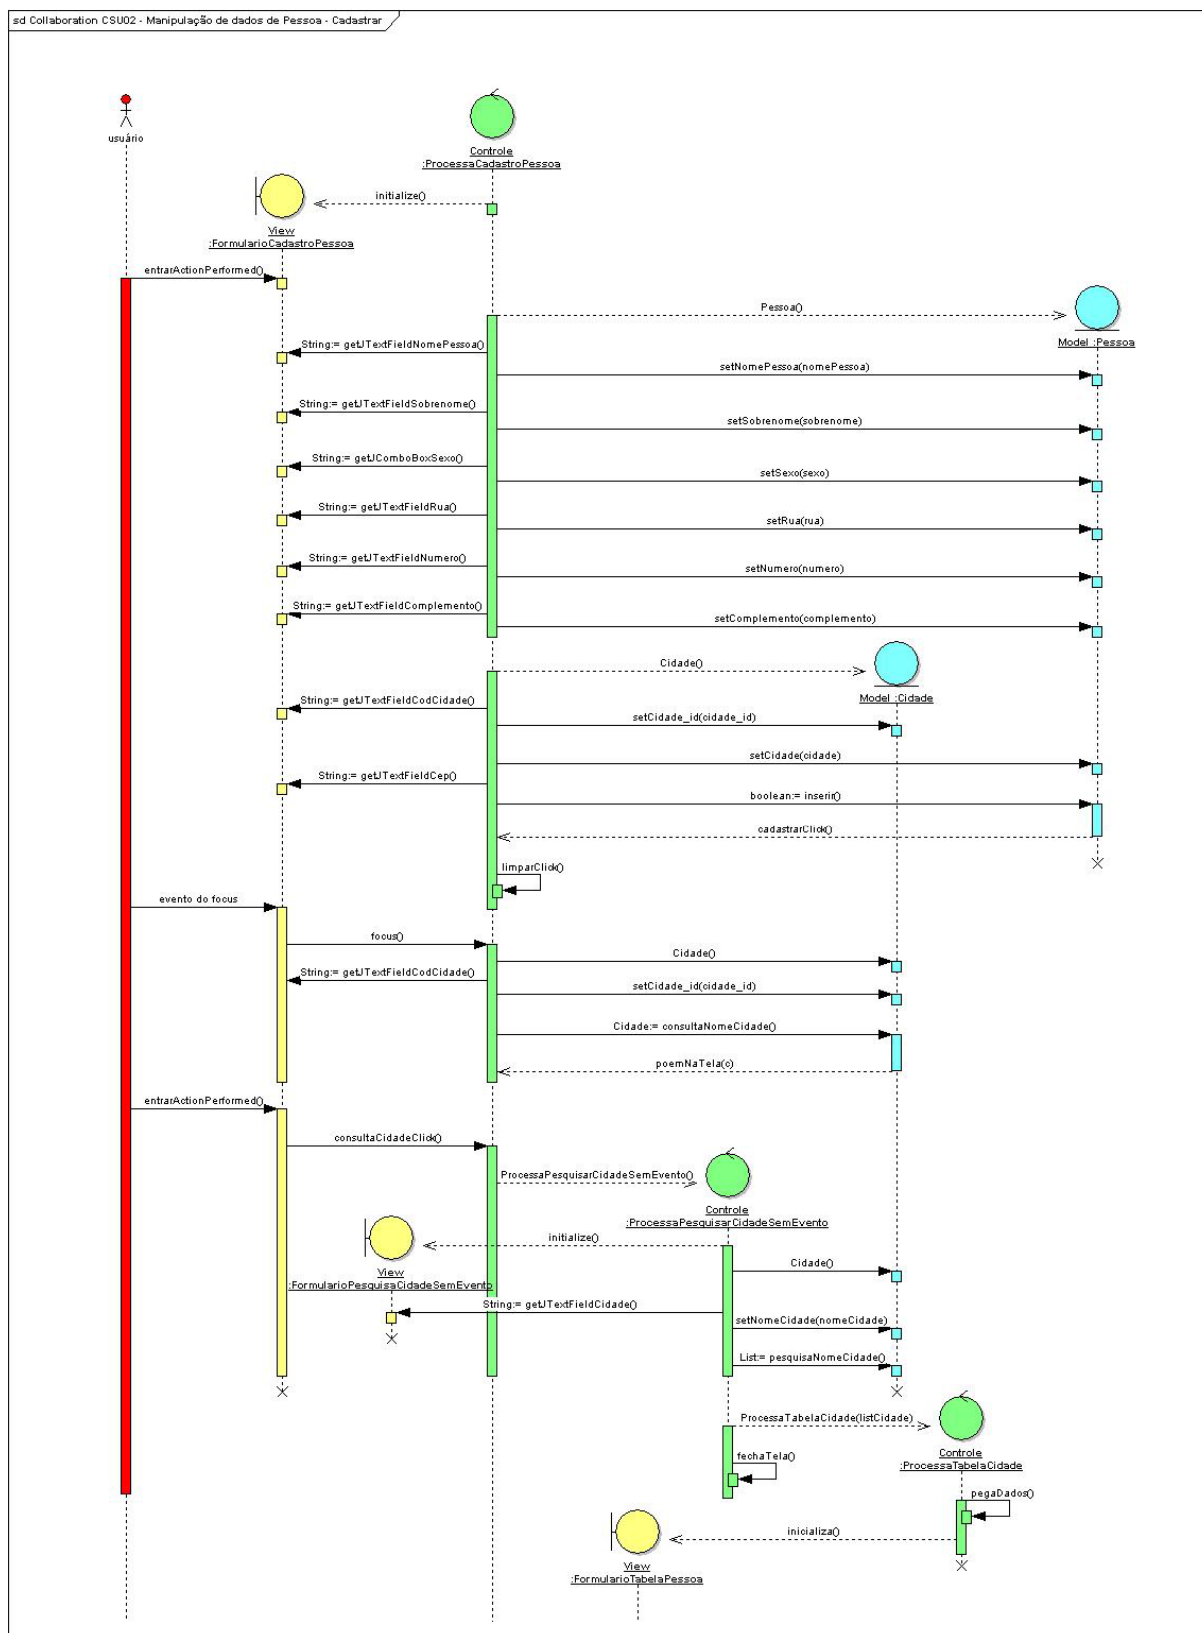 sd Collaboration CSU02 - Manipulação de dados de Pessoa - Cadastrar
usuário
Controle
:ProcessaCadastroPessoa
initialize()
View
:FormularioCadastroPessoa
entrarActionPerformed()
Pessoa()
Model :Pessoa
String:= getJTextFieldNomePessoa()
setNomePessoa(nomePessoa)
String:= getJTextFieldSobrenome()
setSobrenome(sobrenome)
String:= getJComboBoxSexo()
setSexo(sexo)
String:= getJTextFieldRua()
setRua(rua)
String:= getJTextFieldNumero()
setNumero(numero)
String:= getJTextFieldComplemento()
setComplemento(complemento)
Cidade()
Model :Cidade
String:= getJTextFieldCodCidade()
setCidade_id(cidade_id)
setCidade(cidade)
String:= getJTextFieldCep()
boolean:= inserir()
cadastrarClick()
limparClick()
evento do focus
focus()
Cidade()
String:= getJTextFieldCodCidade()
setCidade_id(cidade_id)
Cidade:= consultaNomeCidade()
poemNaTela(c)
entrarActionPerformed()
consultaCidadeClick()
ProcessaPesquisarCidadeSemEvento()
Controle
:ProcessaPesquisarCidadeSemEvento
initialize()
View
:FormularioPesquisaCidadeSemEvento
Cidade()
String:= getJTextFieldCidade()
setNomeCidade(nomeCidade)
List:= pesquisaNomeCidade()
ProcessaTabelaCidade(listCidade)
Controle
:ProcessaTabelaCidade
fechaTela()
pegaDados()
inicializa()
View
:FormularioTabelaPessoa